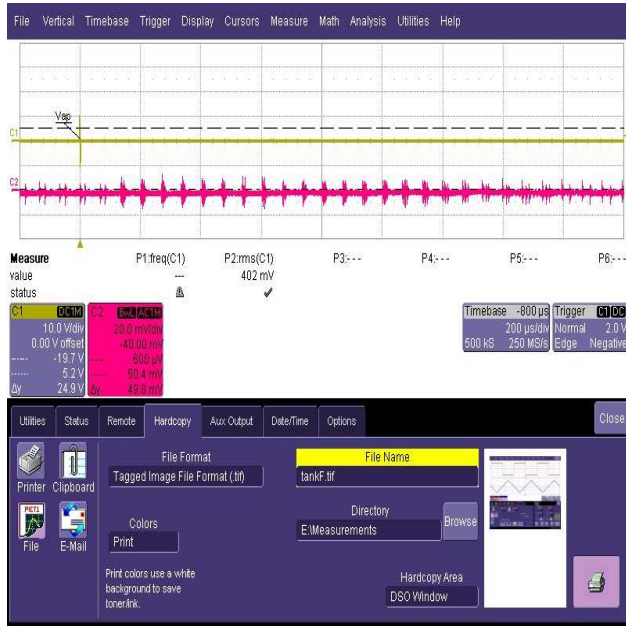 File Vertical Timebase Trigger Display Cursors Measure Math Analysis Utilities Help
Vap
C1
C2
Measure P1:freq(C1) P2:rms(C1) P3:- - - P4:- - - P5:- - - P6:- - -
value --- 402 mV
status
C1 DC1M
10.0 V/div
0.00 V offset
-19.7 V
5.2 V
Δy 24.9 V
C2 BwL AC1M
20.0 mV/div
-40.00 mV
600 µV
50.4 mV
Δy 49.8 mV
Timebase -800 µs
200 µs/div
500 kS 250 MS/s
Trigger C1 DC
Normal 2.0 V
Edge Negative
Utilities Status Remote Hardcopy Aux Output Date/Time Options Close
Printer Clipboard
File E-Mail
File Format
Tagged Image File Format (.tif)
Colors
Print
Print colors use a white
background to save
toner/ink.
File Name
tankF.tif
Directory
E:\Measurements
Browse
Hardcopy Area
DSO Window